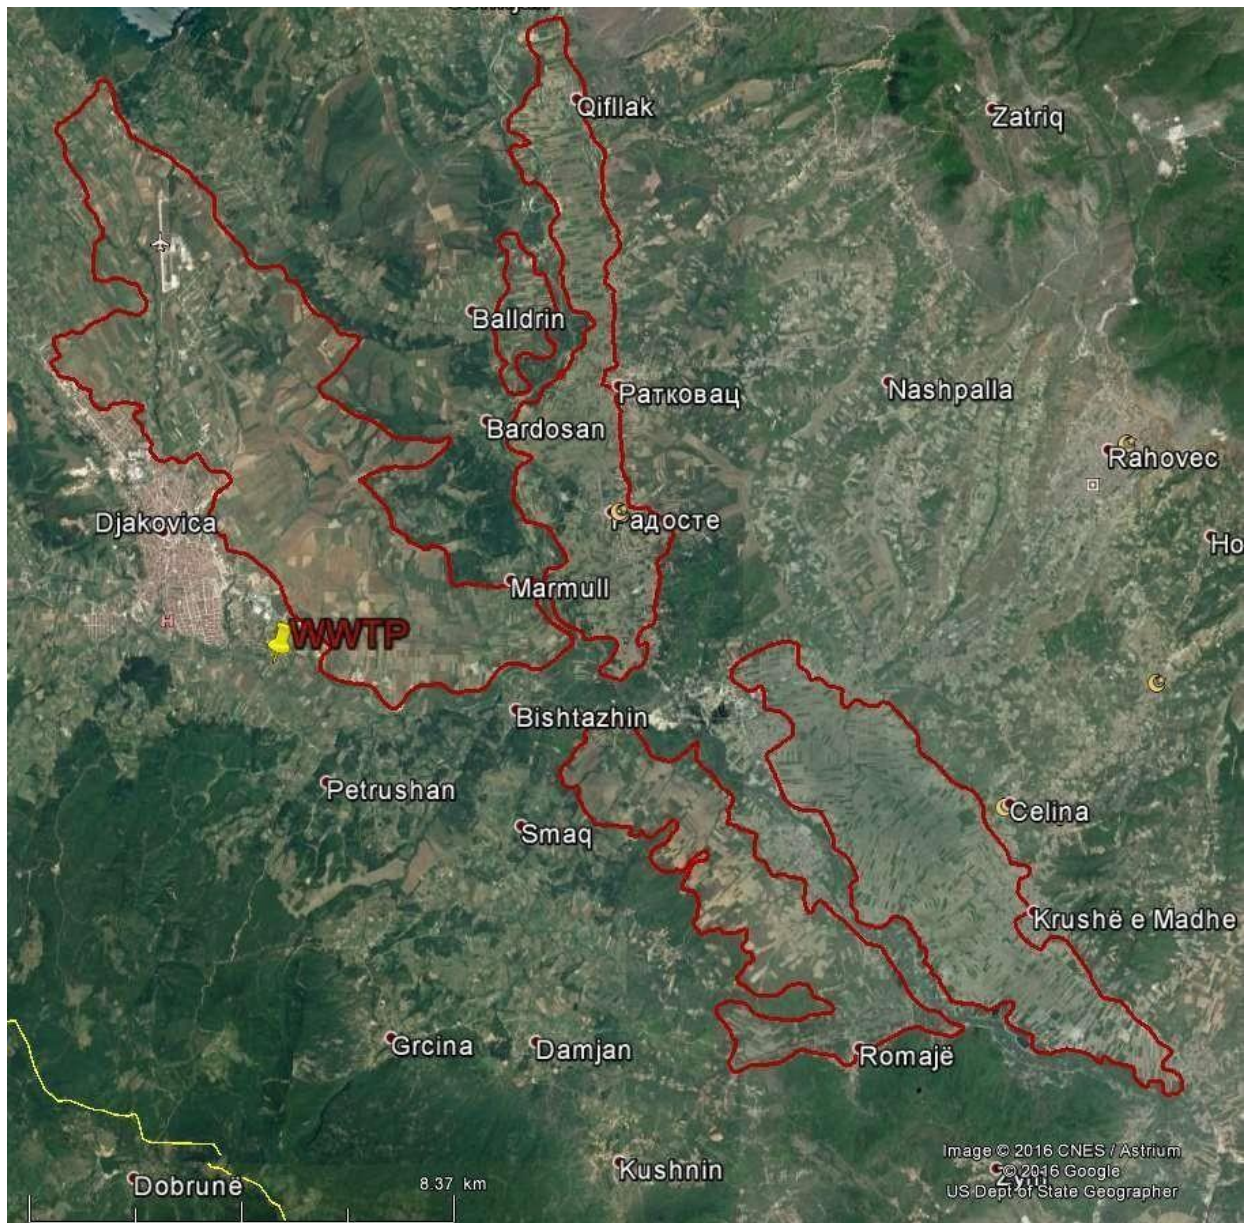 Qifllak
Zatriq
Balldrin
Ратковац
Nashpalla
Bardosan
Rahovec
Djakovica
Радосте
Ho
Marmull
WWTP
Bishtazhin
Petrushan
Celina
Smaq
Krushë e Madhe
Grcina
Damjan
Romajë
Image © 2016 CNES / Astrium
Kushnin
© 2016 Google
Dobrunë
8.37 km
US Dept of State Geographer